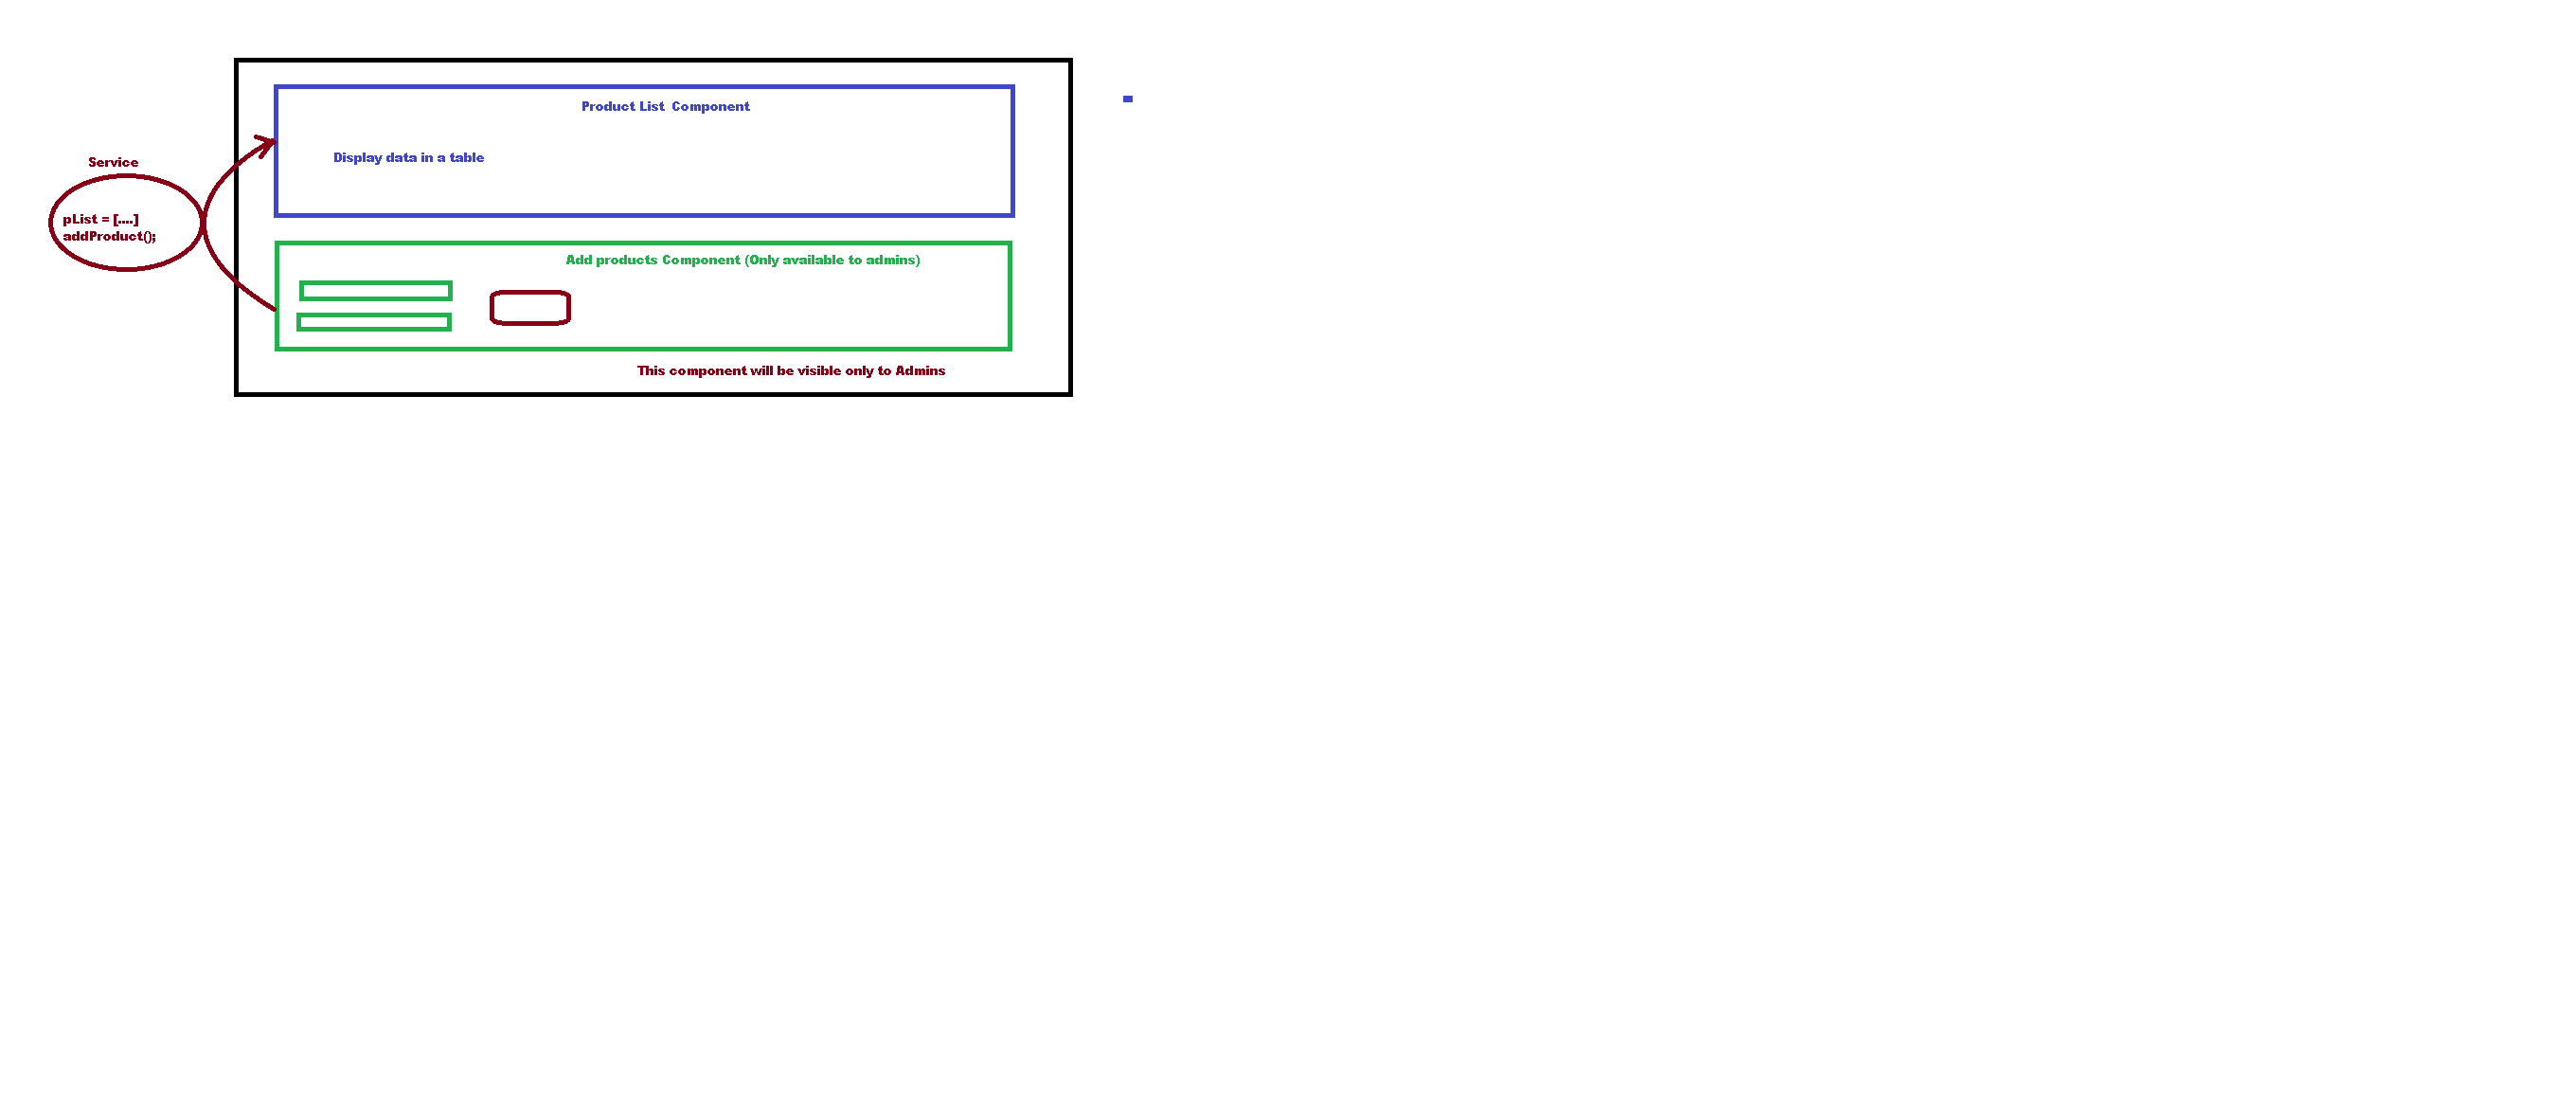 Product List  Component
Display data in a table
Service
pList = [....]
addProduct();
Add products Component (Only available to admins)
This component will be visible only to Admins